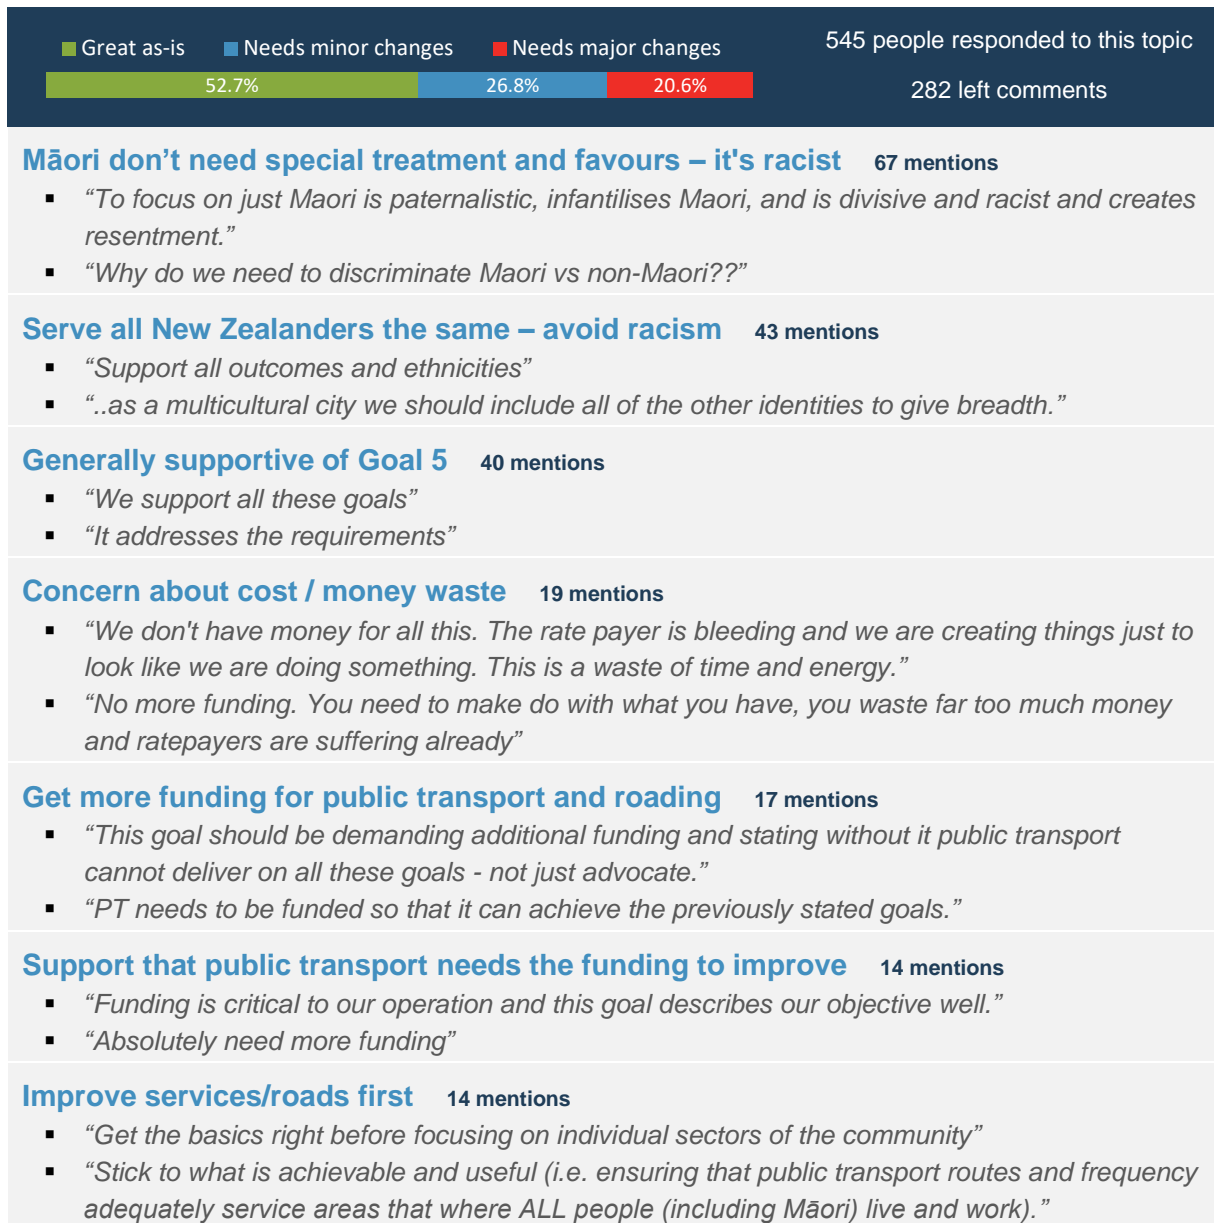 Great as-is Needs minor changes Needs major changes
545 people responded to this topic
52.7% 26.8% 20.6%
282 left comments
Māori don’t need special treatment and favours – it's racist 67 mentions
▪ “To focus on just Maori is paternalistic, infantilises Maori, and is divisive and racist and creates
resentment.”
▪ “Why do we need to discriminate Maori vs non-Maori??”
Serve all New Zealanders the same – avoid racism 43 mentions
▪ “Support all outcomes and ethnicities”
▪ “..as a multicultural city we should include all of the other identities to give breadth.”
Generally supportive of Goal 5 40 mentions
▪ “We support all these goals”
▪ “It addresses the requirements”
Concern about cost / money waste 19 mentions
▪ “We don't have money for all this. The rate payer is bleeding and we are creating things just to
look like we are doing something. This is a waste of time and energy.”
▪ “No more funding. You need to make do with what you have, you waste far too much money
and ratepayers are suffering already”
Get more funding for public transport and roading 17 mentions
▪ “This goal should be demanding additional funding and stating without it public transport
cannot deliver on all these goals - not just advocate.”
▪ “PT needs to be funded so that it can achieve the previously stated goals.”
Support that public transport needs the funding to improve 14 mentions
▪ “Funding is critical to our operation and this goal describes our objective well.”
▪ “Absolutely need more funding”
Improve services/roads first 14 mentions
▪ “Get the basics right before focusing on individual sectors of the community”
▪ “Stick to what is achievable and useful (i.e. ensuring that public transport routes and frequency
adequately service areas that where ALL people (including Māori) live and work).”